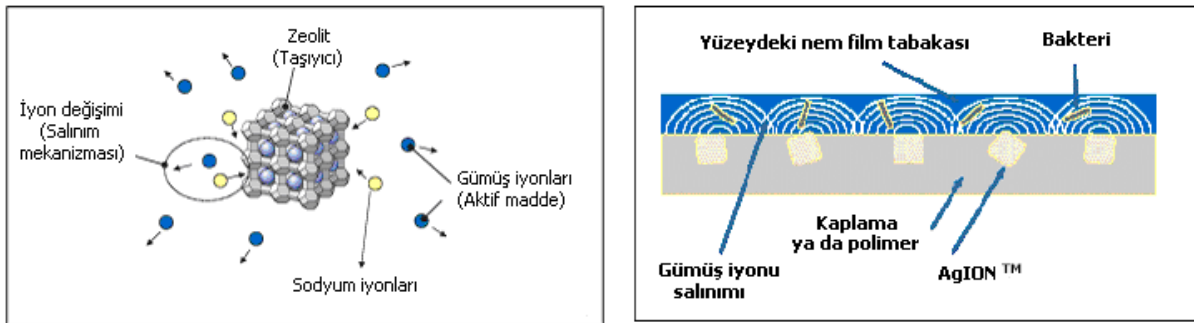 Zeolit
(Taşıyıcı)
İyon değişimi
(Salınım
mekanizması)
Gümüş iyonları
(Aktif madde)
Sodyum iyonları
Yüzeydeki nem film tabakası
Bakteri
Kaplama
ya da polimer
Gümüş iyonu
salınımı
AgION TM